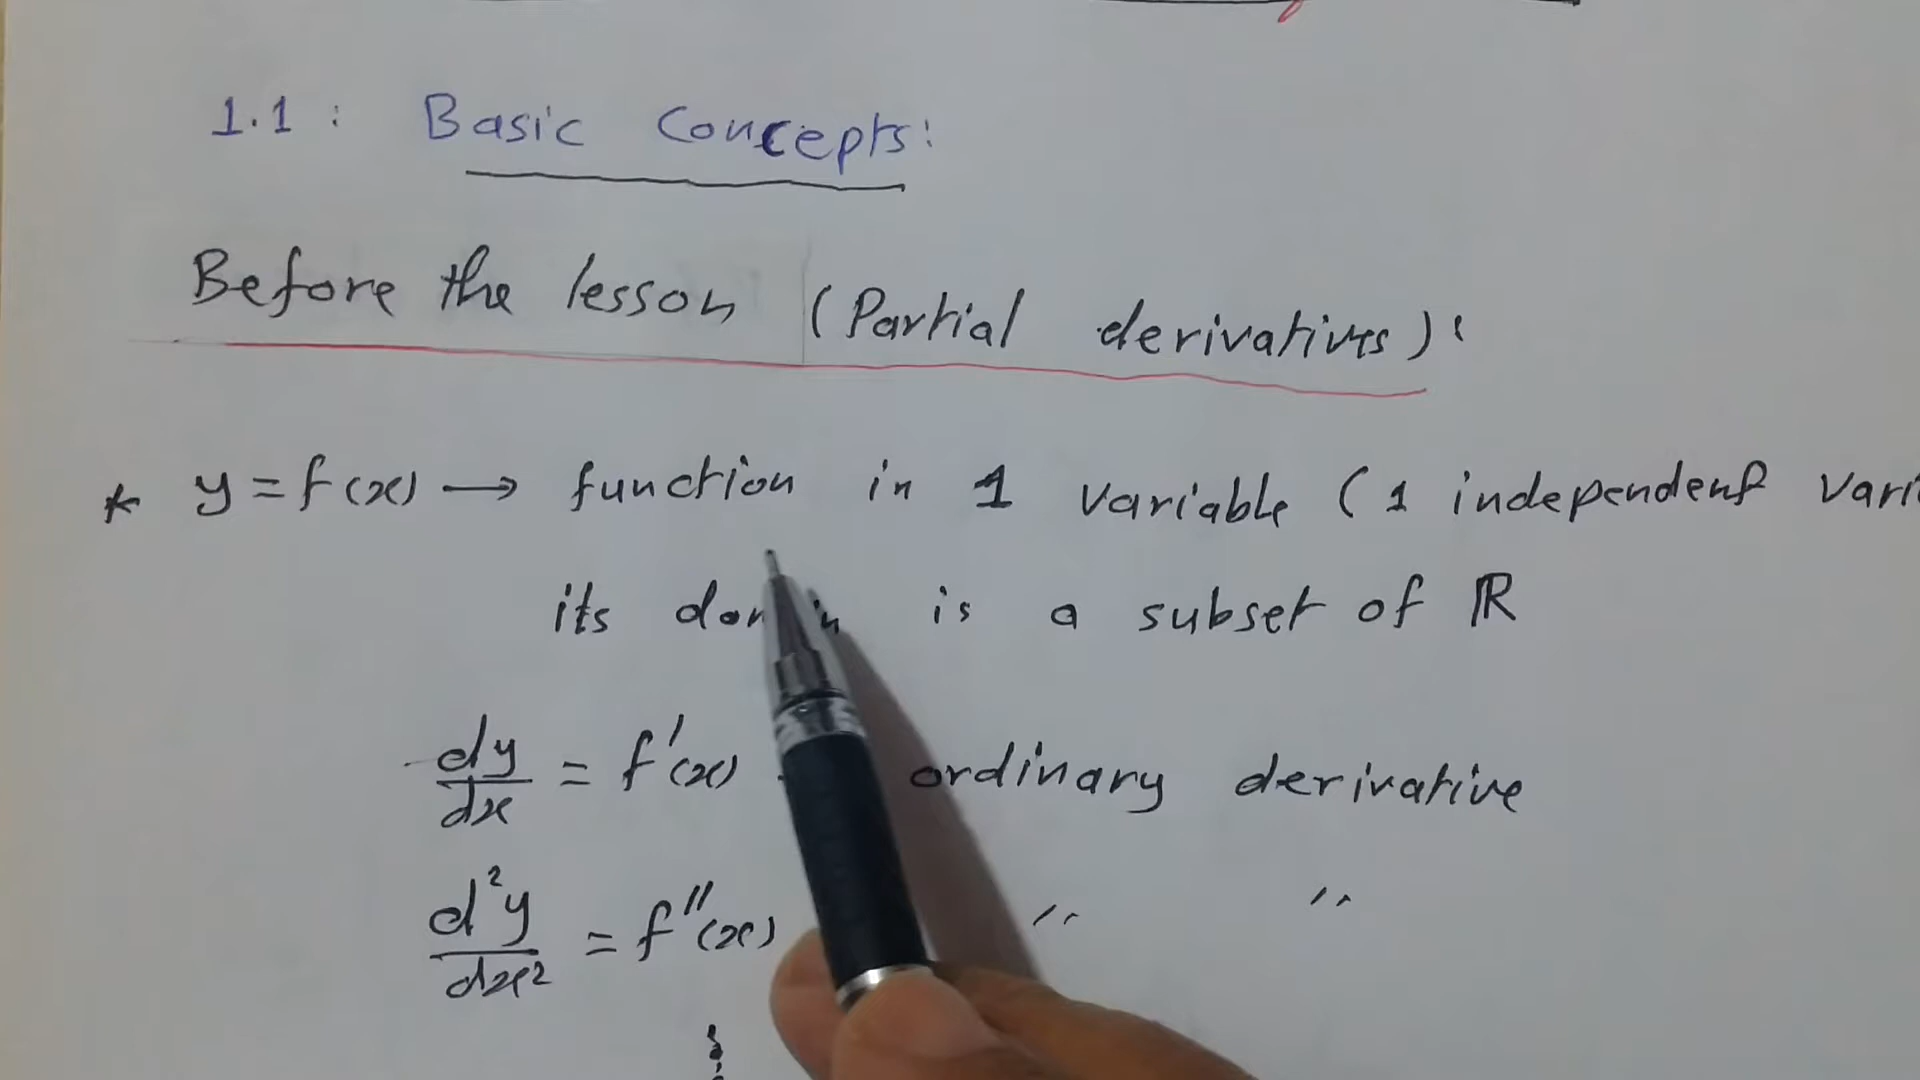 1.1 : Basic Concepts:
Before the lesson (Partial derivatives):
* y = f(x) → function in 1 variable (1 independent
its is a subset of ℝ
dy/dx = f'(x) ordinary derivative
d²y/dx² = f''(x) " "